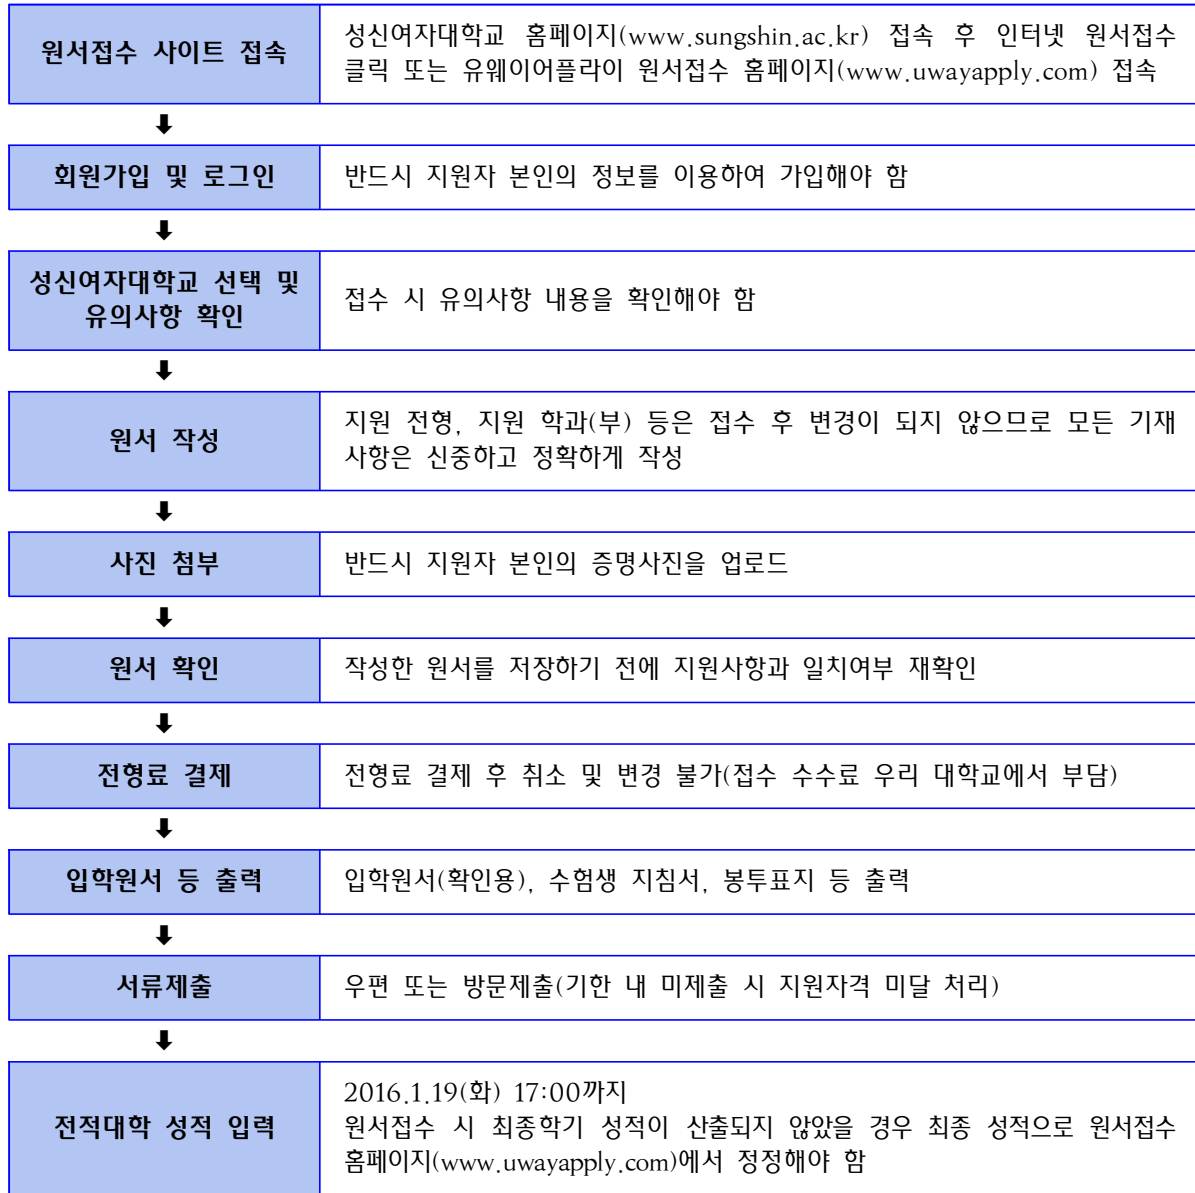 원서접수 사이트 접속
성신여자대학교 홈페이지(www.sungshin.ac.kr) 접속 후 인터넷 원서접수
클릭 또는 유웨이어플라이 원서접수 홈페이지(www.uwayapply.com) 접속
⬇
회원가입 및 로그인
반드시 지원자 본인의 정보를 이용하여 가입해야 함
⬇
성신여자대학교 선택 및
유의사항 확인
접수 시 유의사항 내용을 확인해야 함
⬇
원서 작성
지원 전형, 지원 학과(부) 등은 접수 후 변경이 되지 않으므로 모든 기재
사항은 신중하고 정확하게 작성
⬇
사진 첨부
반드시 지원자 본인의 증명사진을 업로드
⬇
원서 확인
작성한 원서를 저장하기 전에 지원사항과 일치여부 재확인
⬇
전형료 결제
전형료 결제 후 취소 및 변경 불가(접수 수수료 우리 대학교에서 부담)
⬇
입학원서 등 출력
입학원서(확인용), 수험생 지침서, 봉투표지 등 출력
⬇
서류제출
우편 또는 방문제출(기한 내 미제출 시 지원자격 미달 처리)
⬇
전적대학 성적 입력
2016.1.19(화) 17:00까지
원서접수 시 최종학기 성적이 산출되지 않았을 경우 최종 성적으로 원서접수
홈페이지(www.uwayapply.com)에서 정정해야 함